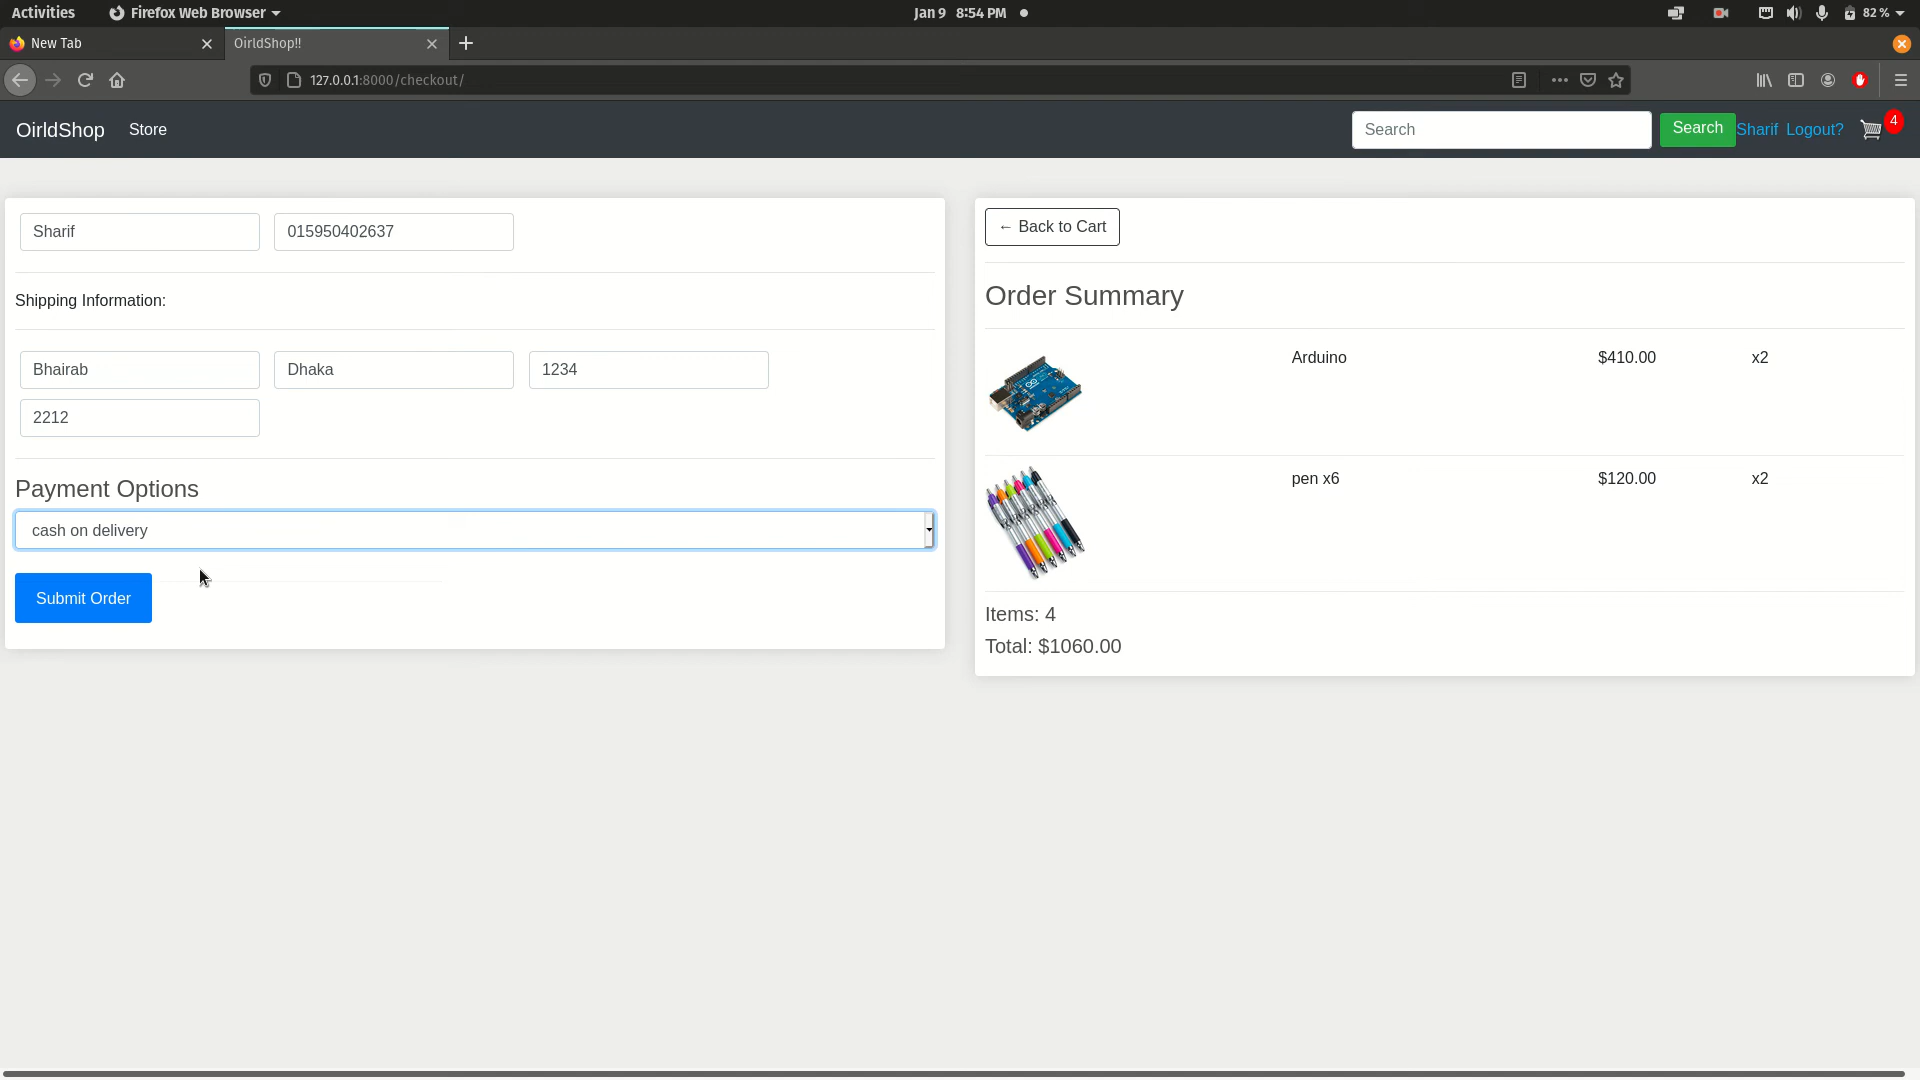 Activities Firefox Web Browser Jan 9 8:54 PM 82 %
New Tab OirldShop!!
127.0.0.1:8000/checkout/
OirldShop Store Search Search Sharif Logout? 4
Sharif 015950402637
Shipping Information:
Bhairab Dhaka 1234
2212
Payment Options
cash on delivery
Submit Order
← Back to Cart
Order Summary
Arduino $410.00 x2
pen x6 $120.00 x2
Items: 4
Total: $1060.00